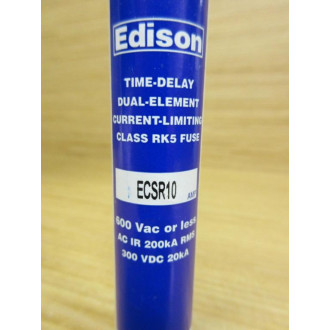 Edison
TIME-DELAY
DUAL-ELEMENT
CURRENT-LIMITING
CLASS RK5 FUSE
ECSR10
600 Vac or less
AC IR 200kA RMS
300 VDC 20kA